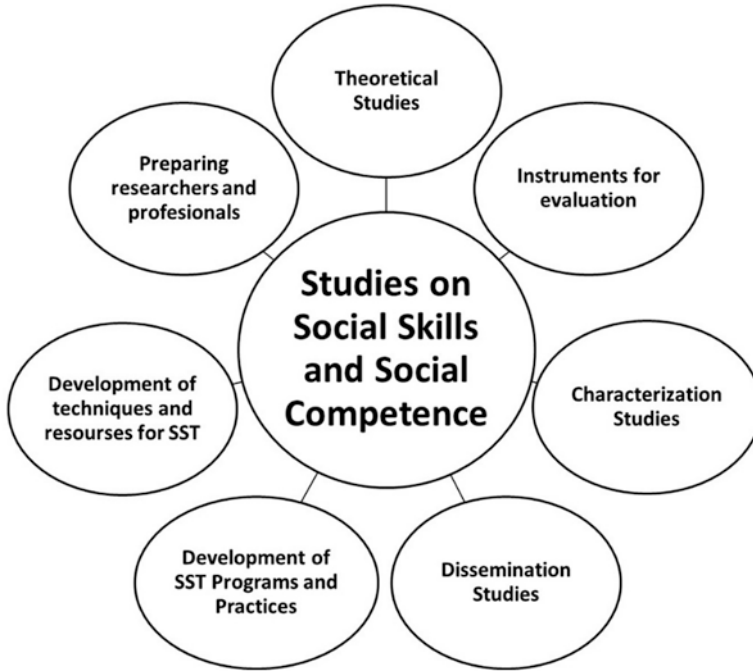 Theoretical
Studies
Preparing
researchers and
profesionals
Instruments for
evaluation
Studies on
Social Skills
and Social
Competence
Development of
techniques and
resourses for SST
Characterization
Studies
Development of
SST Programs and
Practices
Dissemination
Studies